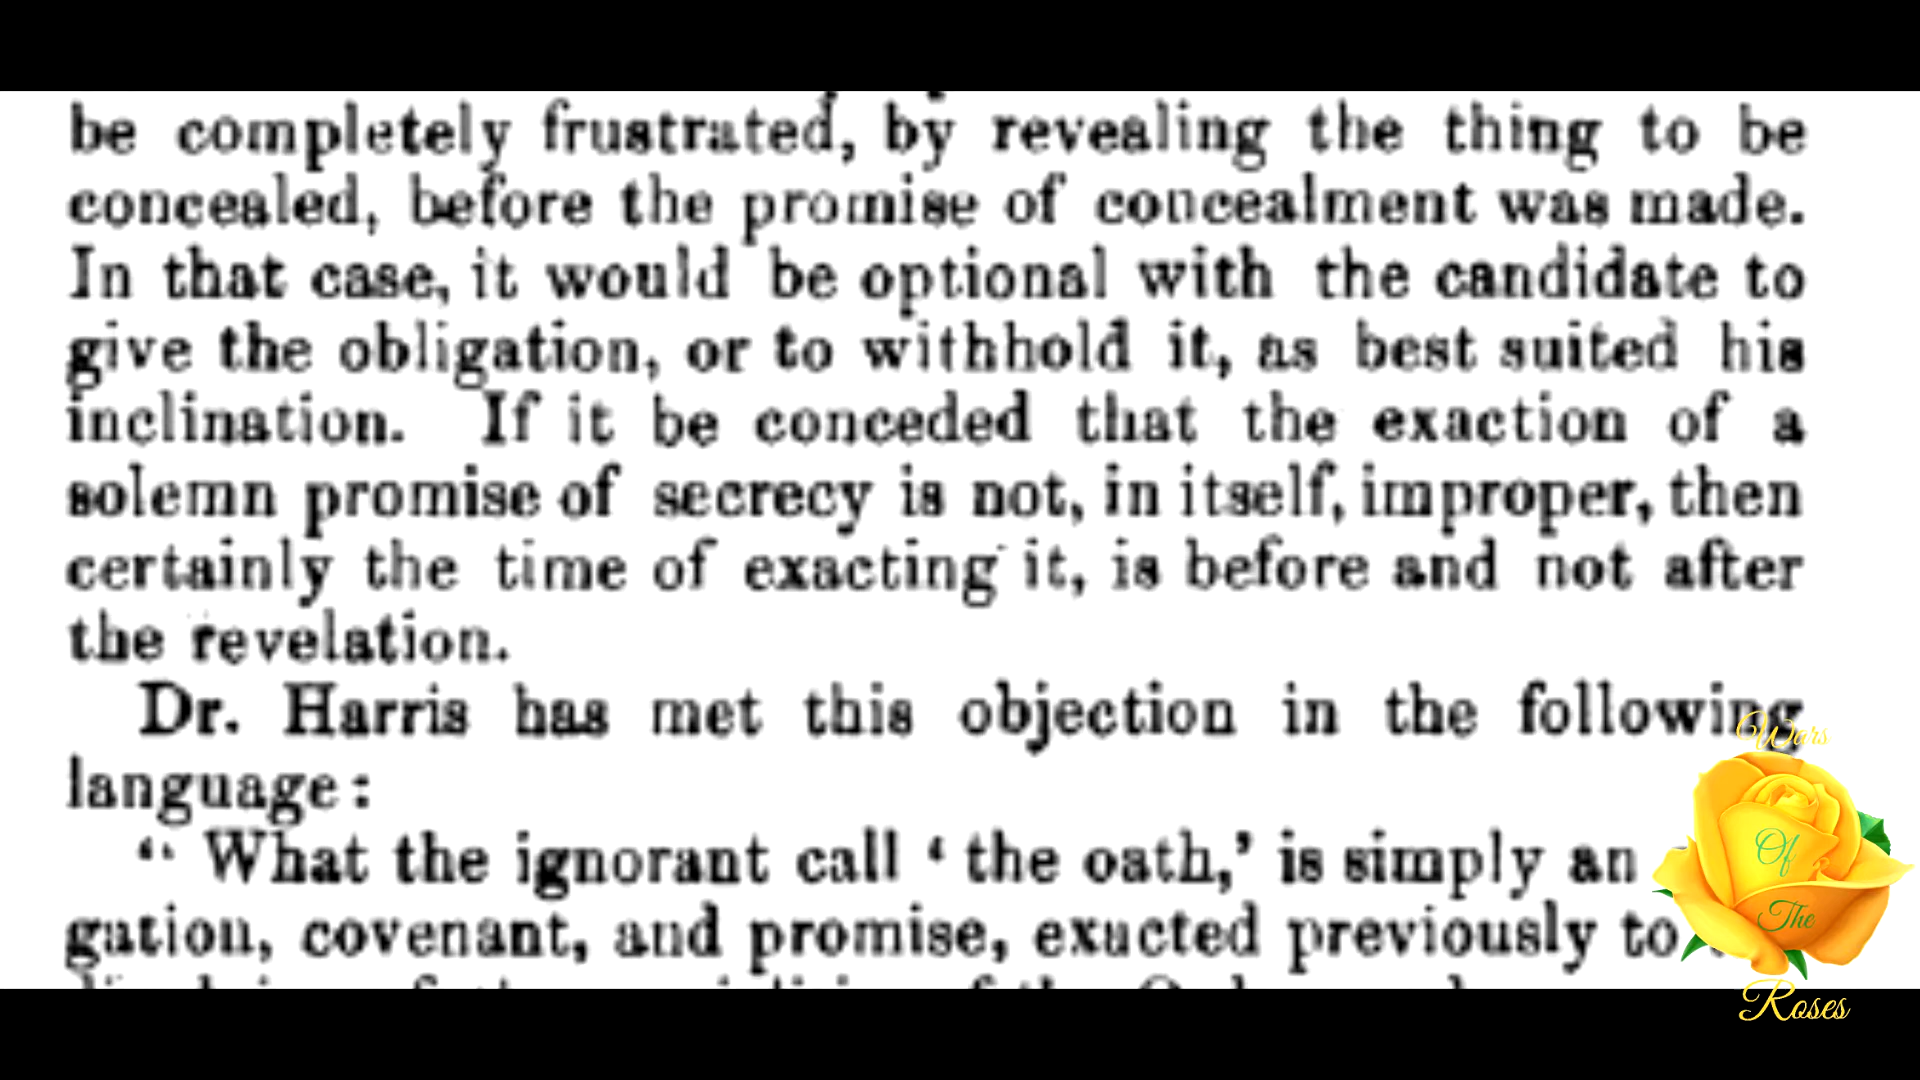 be completely frustrated, by revealing the thing to be
concealed, before the promise of concealment was made.
In that case, it would be optional with the candidate to
give the obligation, or to withhold it, as best suited his
inclination. If it be conceded that the exaction of a
solemn promise of secrecy is not, in itself, improper, then
certainly the time of exacting it, is before and not after
the revelation.
Dr. Harris has met this objection in the following
language:
“ What the ignorant call ‘ the oath,’ is simply an
gation, covenant, and promise, exacted previously to
Wars
Of
The
Roses